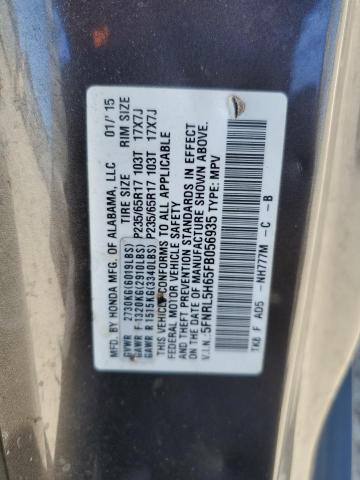 MFG. BY HONDA MFG. OF ALABAMA, LLC 01/'15
TIRE SIZE RIM SIZE
GVWR 2730KG(6019LBS)
GAWR F 1320KG(2910LBS) P235/65R17 103T 17X7J
GAWR R 1515KG(3340LBS) P235/65R17 103T 17X7J
THIS VEHICLE CONFORMS TO ALL APPLICABLE
FEDERAL MOTOR VEHICLE SAFETY
AND THEFT PREVENTION STANDARDS IN EFFECT
ON THE DATE OF MANUFACTURE SHOWN ABOVE.
V.I.N.: 5FNRL5H65FB056935 TYPE: MPV
TK8 F AD5 - NH777M - C - B